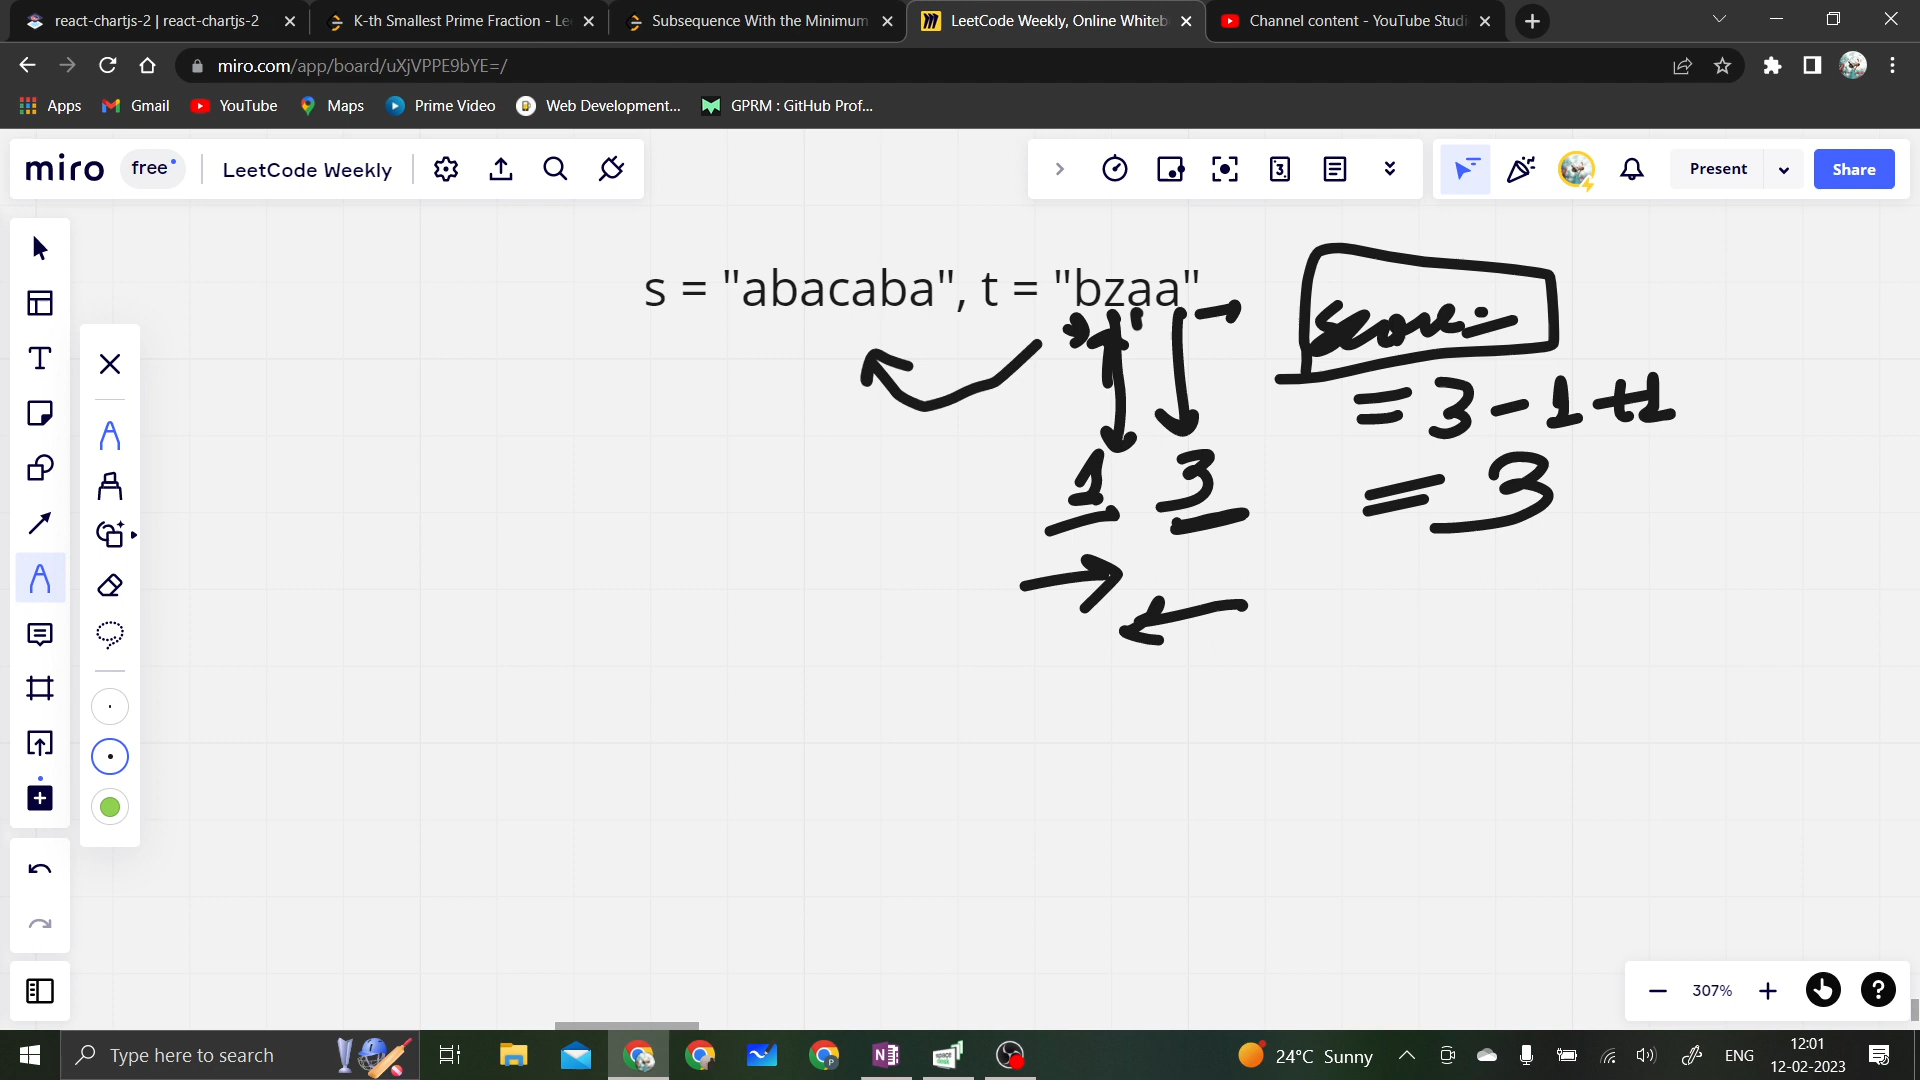 react-chartjs-2 | react-chartjs-2
K-th Smallest Prime Fraction - Le
Subsequence With the Minimum
LeetCode Weekly, Online Whiteb
Channel content - YouTube Studi
miro.com/app/board/uXjVPPE9bYE=/
Apps
Gmail
YouTube
Maps
Prime Video
Web Development...
GPRM : GitHub Prof...
miro
free
LeetCode Weekly
3
Present
Share
s = "abacaba", t = "bzaa"
score:-
= 3 - 1 + 1
1 3
= 3
307%
Type here to search
24°C Sunny
ENG
12:01
12-02-2023